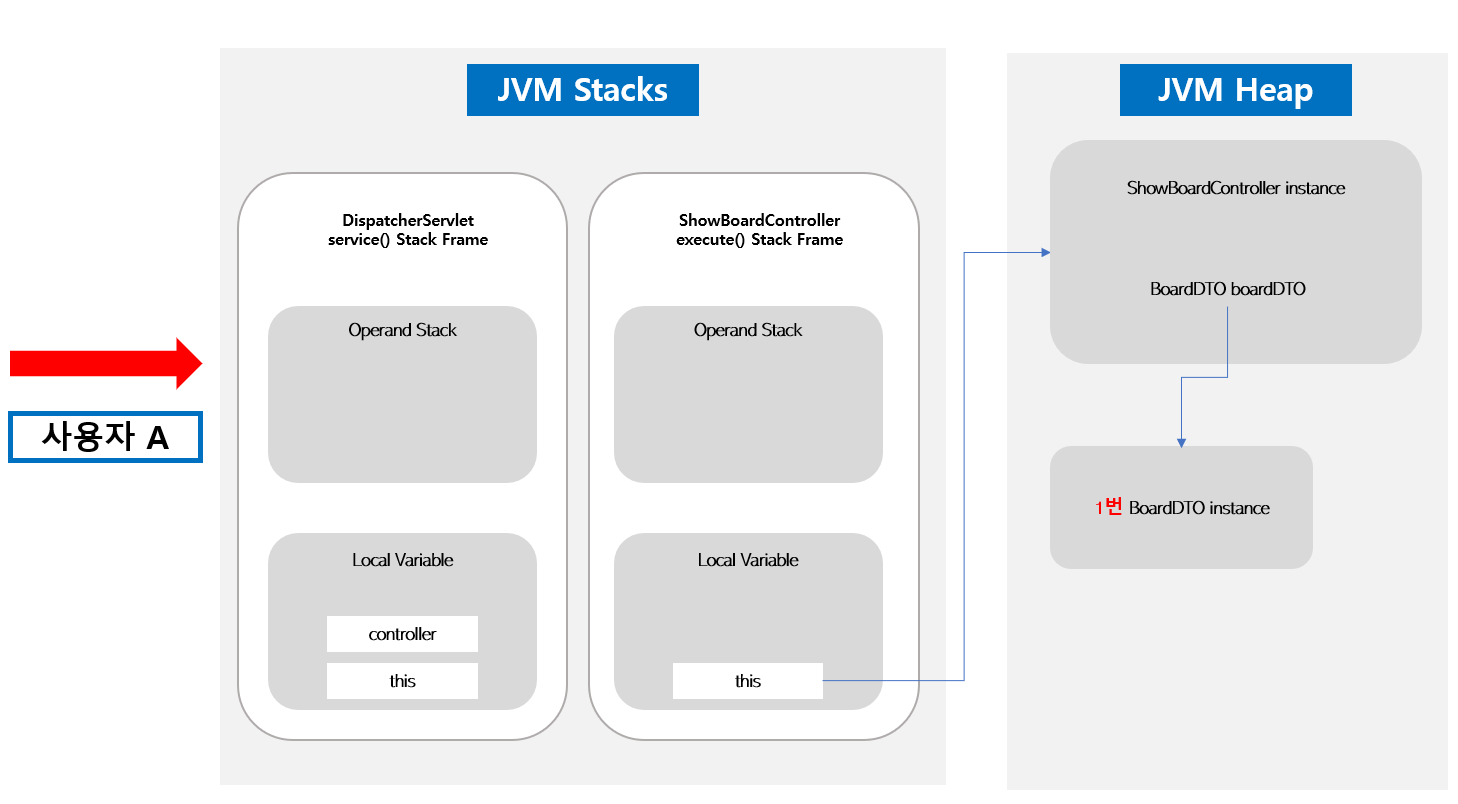 JVM Stacks
JVM Heap
DispatcherServlet
service() Stack Frame
ShowBoardController
execute() Stack Frame
ShowBoardController instance
BoardDTO boardDTO
Operand Stack
Operand Stack
사용자 A
1번 BoardDTO instance
Local Variable
controller
this
Local Variable
this